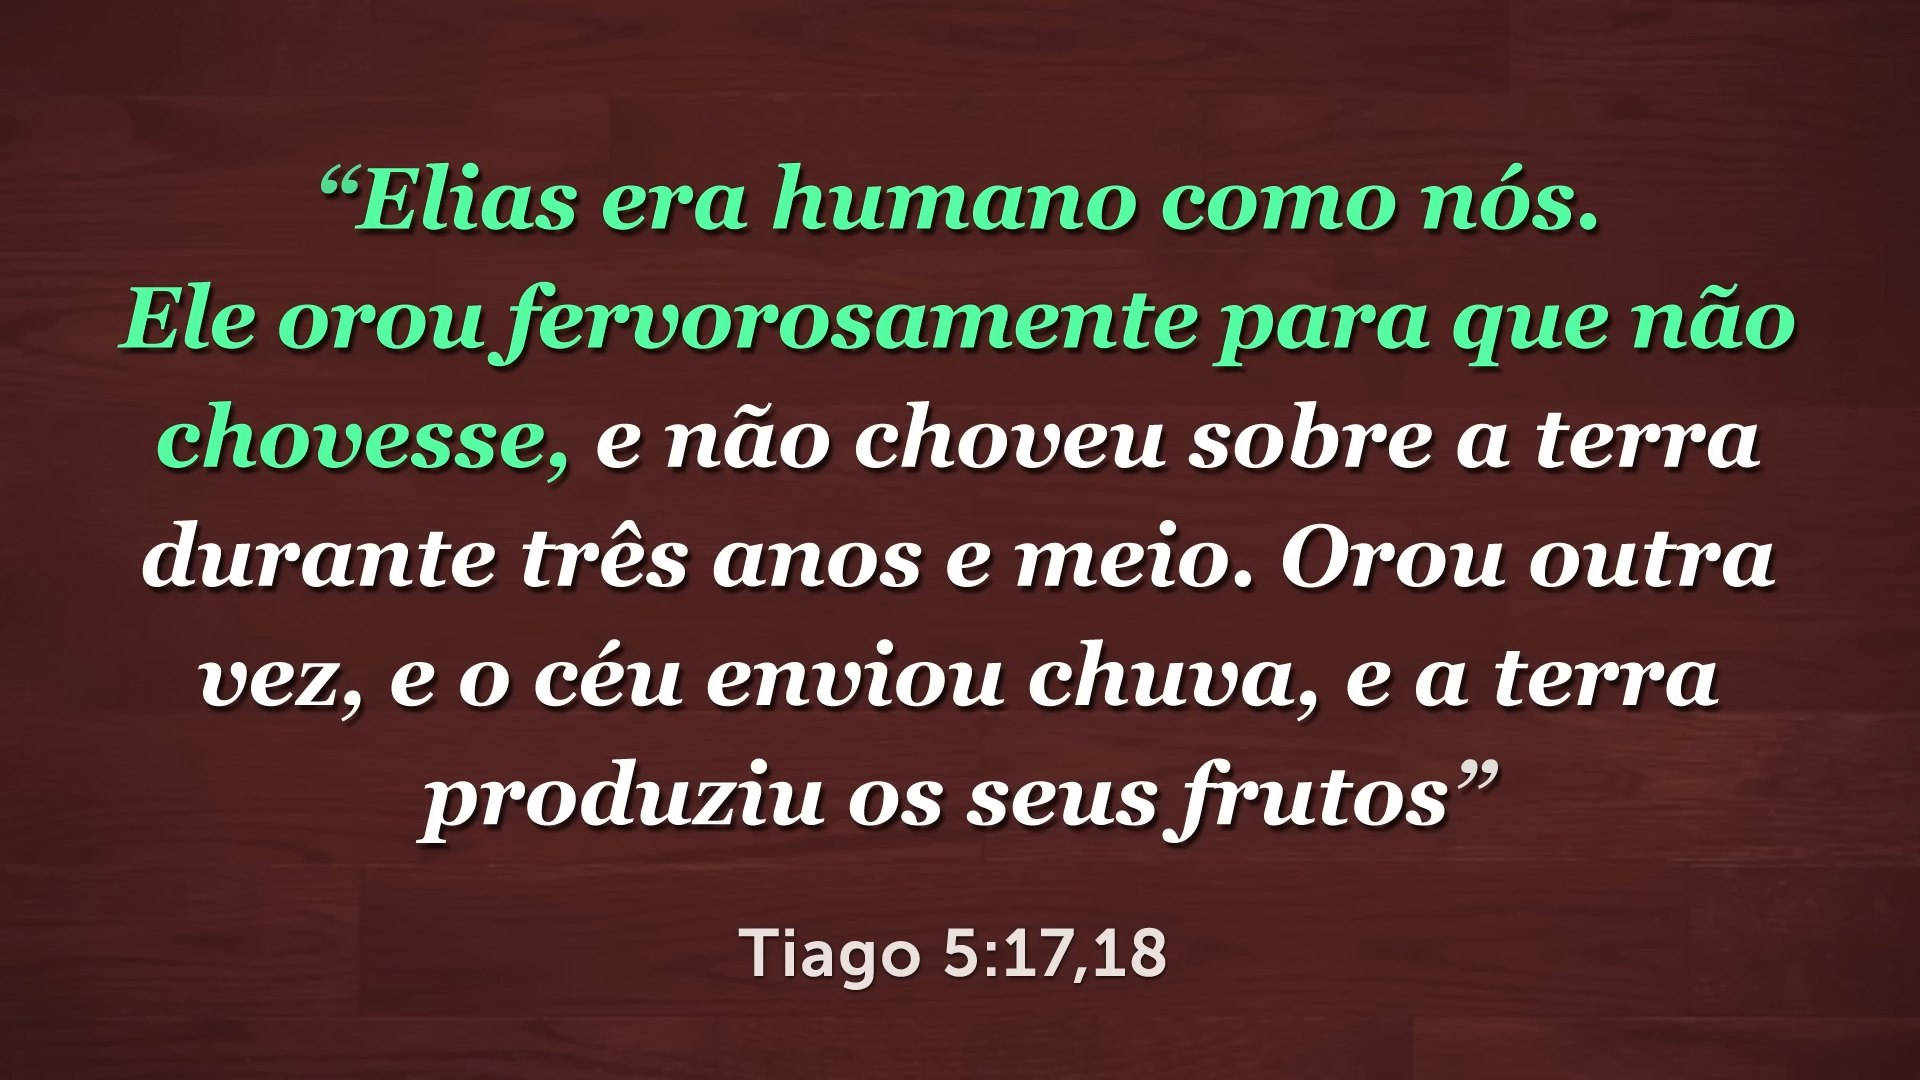 “Elias era humano como nós.
Ele orou fervorosamente para que não
chovesse, e não choveu sobre a terra
durante três anos e meio. Orou outra
vez, e o céu enviou chuva, e a terra
produziu os seus frutos”
Tiago 5:17,18